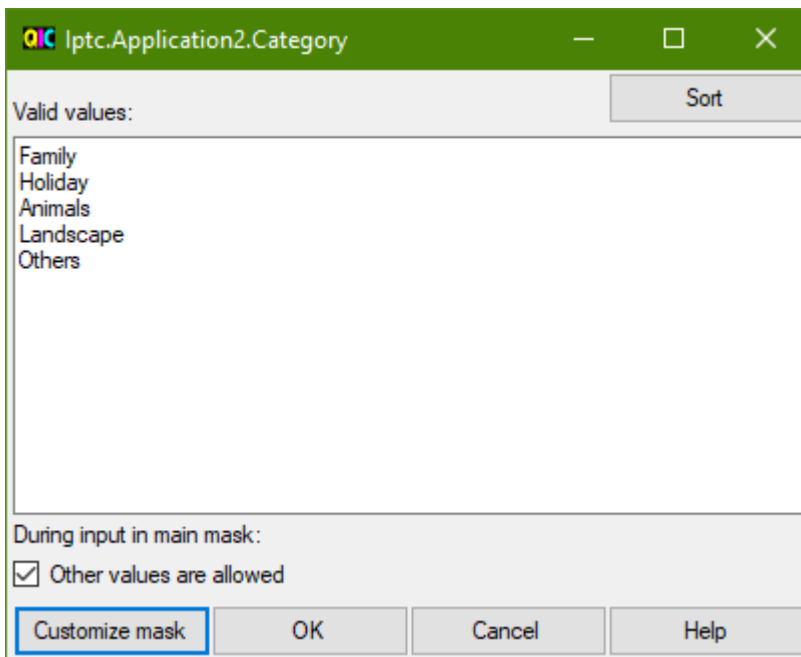 QIC Iptc.Application2.Category
Sort
Valid values:
Family
Holiday
Animals
Landscape
Others
During input in main mask:
Other values are allowed
Customize mask OK Cancel Help